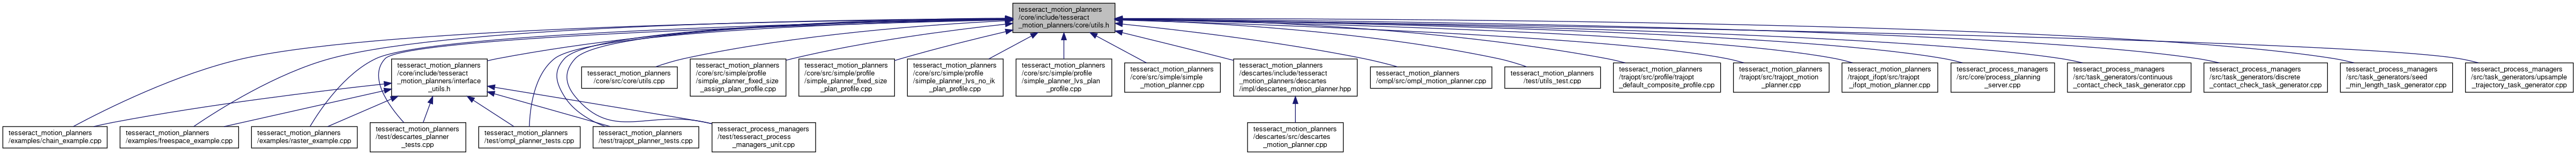 tesseract_motion_planners
/core/include/tesseract
_motion_planners/core/utils.h
tesseract_motion_planners
/core/include/tesseract
_motion_planners/interface
_utils.h
tesseract_motion_planners
/core/src/core/utils.cpp
tesseract_motion_planners
/core/src/simple/profile
/simple_planner_fixed_size
_assign_plan_profile.cpp
tesseract_motion_planners
/core/src/simple/profile
/simple_planner_fixed_size
_plan_profile.cpp
tesseract_motion_planners
/core/src/simple/profile
/simple_planner_lvs_no_ik
_plan_profile.cpp
tesseract_motion_planners
/core/src/simple/profile
/simple_planner_lvs_plan
_profile.cpp
tesseract_motion_planners
/core/src/simple/simple
_motion_planner.cpp
tesseract_motion_planners
/descartes/include/tesseract
_motion_planners/descartes
/impl/descartes_motion_planner.hpp
tesseract_motion_planners
/ompl/src/ompl_motion_planner.cpp
tesseract_motion_planners
/test/utils_test.cpp
tesseract_motion_planners
/trajopt/src/profile/trajopt
_default_composite_profile.cpp
tesseract_motion_planners
/trajopt/src/trajopt_motion
_planner.cpp
tesseract_motion_planners
/trajopt_ifopt/src/trajopt
_ifopt_motion_planner.cpp
tesseract_process_managers
/src/core/process_planning
_server.cpp
tesseract_process_managers
/src/task_generators/continuous
_contact_check_task_generator.cpp
tesseract_process_managers
/src/task_generators/discrete
_contact_check_task_generator.cpp
tesseract_process_managers
/src/task_generators/seed
_min_length_task_generator.cpp
tesseract_process_managers
/src/task_generators/upsample
_trajectory_task_generator.cpp
tesseract_motion_planners
/examples/chain_example.cpp
tesseract_motion_planners
/examples/freespace_example.cpp
tesseract_motion_planners
/examples/raster_example.cpp
tesseract_motion_planners
/test/descartes_planner
_tests.cpp
tesseract_motion_planners
/test/ompl_planner_tests.cpp
tesseract_motion_planners
/test/trajopt_planner_tests.cpp
tesseract_process_managers
/test/tesseract_process
_managers_unit.cpp
tesseract_motion_planners
/descartes/src/descartes
_motion_planner.cpp